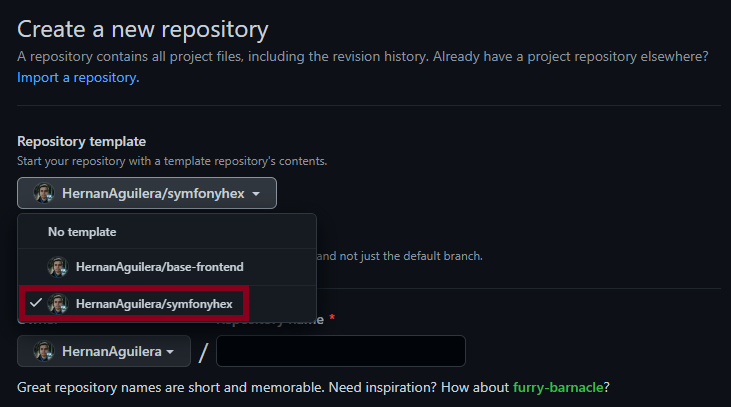 Create a new repository
A repository contains all project files, including the revision history. Already have a project repository elsewhere?
Import a repository.
Repository template
Start your repository with a template repository's contents.
HernanAguilera/symfonyhex
No template
and not just the default branch.
HernanAguilera/base-frontend
HernanAguilera/symfonyhex
Owner Repository name *
HernanAguilera /
Great repository names are short and memorable. Need inspiration? How about furry-barnacle?